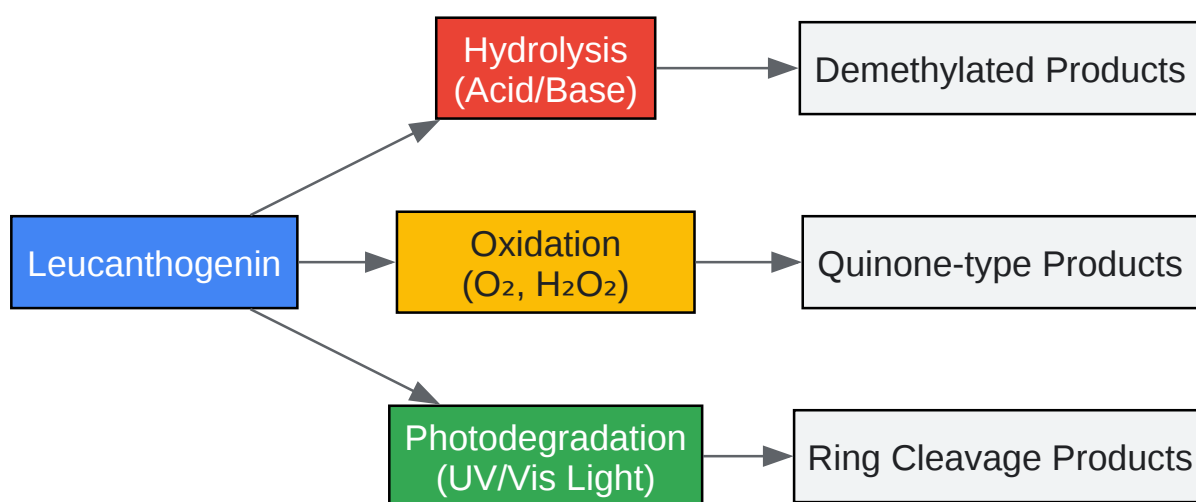 Hydrolysis
(Acid/Base)
Demethylated Products
Leucanthogenin
Oxidation
(O₂, H₂O₂)
Quinone-type Products
Photodegradation
(UV/Vis Light)
Ring Cleavage Products